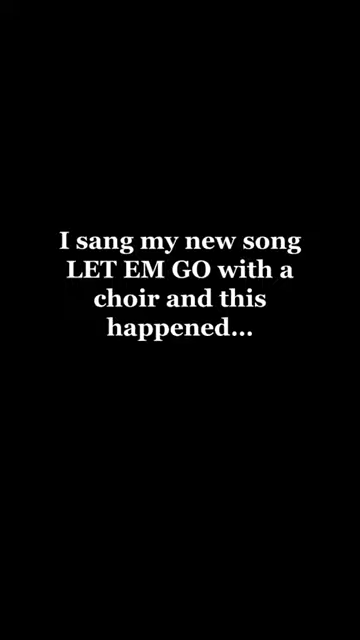 I sang my new song
LET EM GO with a
choir and this
happened...